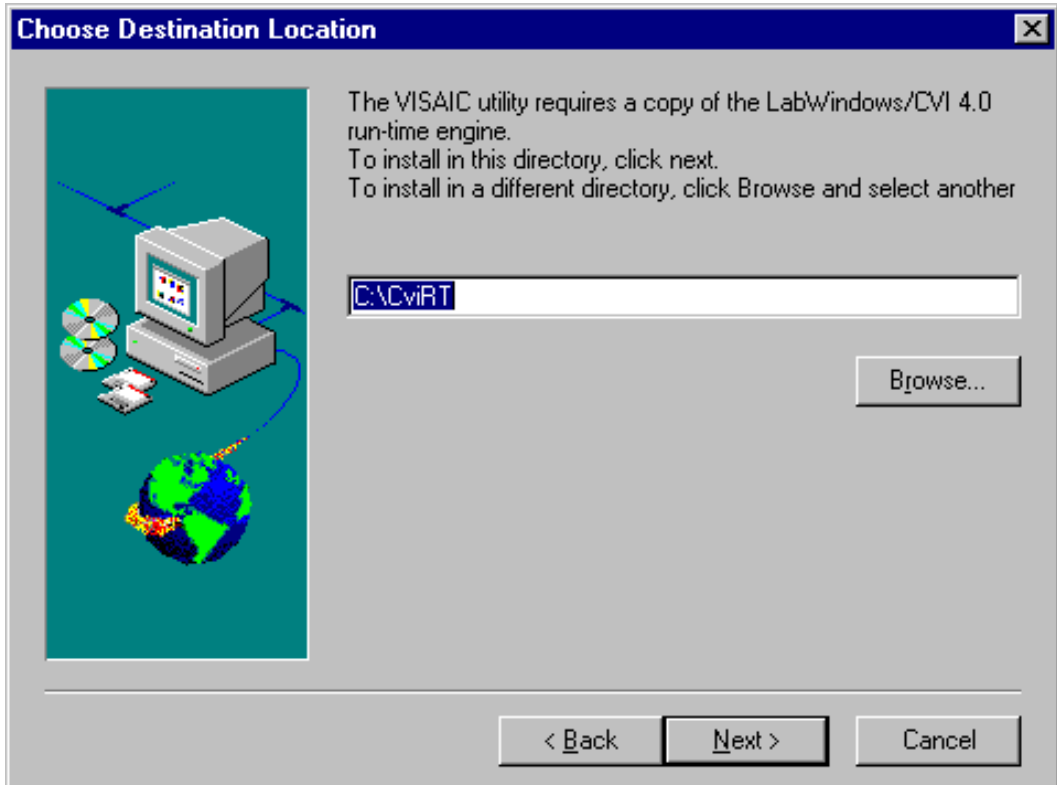 Choose Destination Location
The VISAIC utility requires a copy of the LabWindows/CVI 4.0
run-time engine.
To install in this directory, click next.
To install in a different directory, click Browse and select another
C:\CviRT
Browse...
< Back
Next >
Cancel